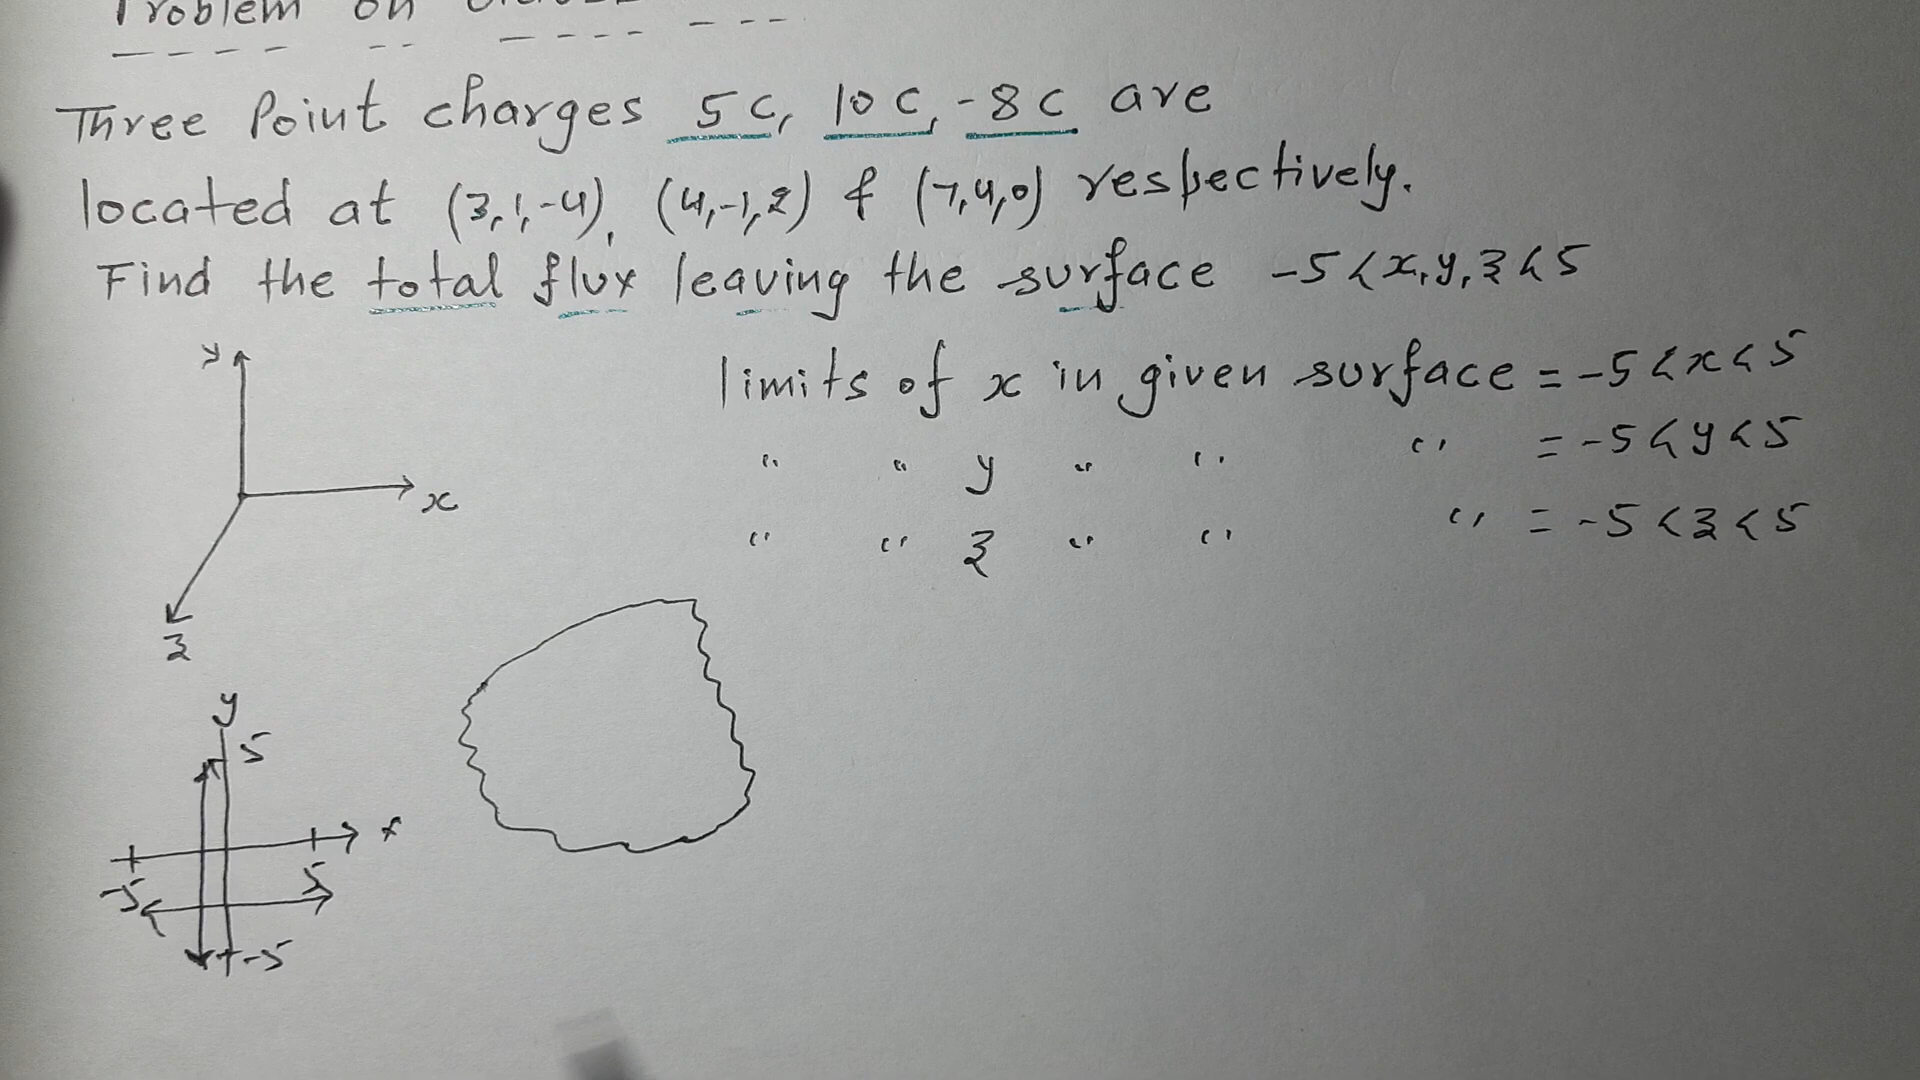 Problem on
Three Point charges 5C, 10C, -8C are
located at (3,1,-4), (4,-1,2) & (7,4,0) respectively.
Find the total flux leaving the surface -5<x,y,z<5
limits of x in given surface = -5<x<5
" " y " " " = -5<y<5
" " z " " " = -5<z<5
y
x
z
y
5
x
-5
5
-5